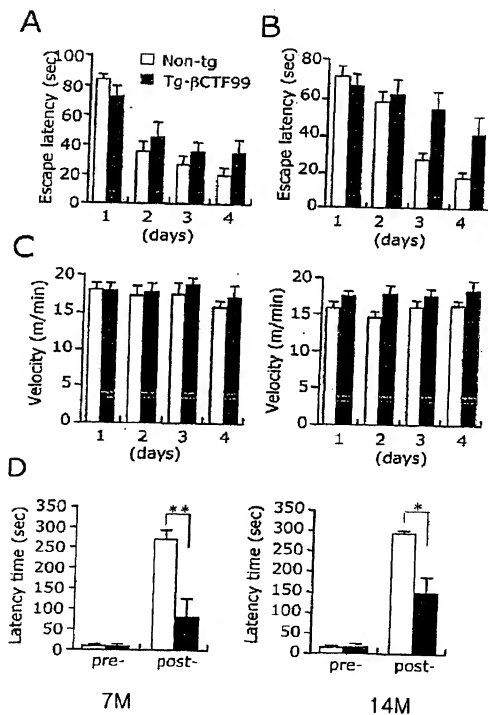 A
B
Non-tg
Tg-βCTF99
Escape latency (sec)
100
80
60
40
20
1 2 3 4
(days)
Escape latency (sec)
80
60
40
20
1 2 3 4
(days)
C
Velocity (m/min)
20
15
10
5
0
1 2 3 4
(days)
Velocity (m/min)
20
15
10
5
0
1 2 3 4
(days)
D
Latency time (sec)
350
300
250
200
150
100
50
0
**
pre- post-
7M
Latency time (sec)
350
300
250
200
150
100
50
0
*
pre- post-
14M